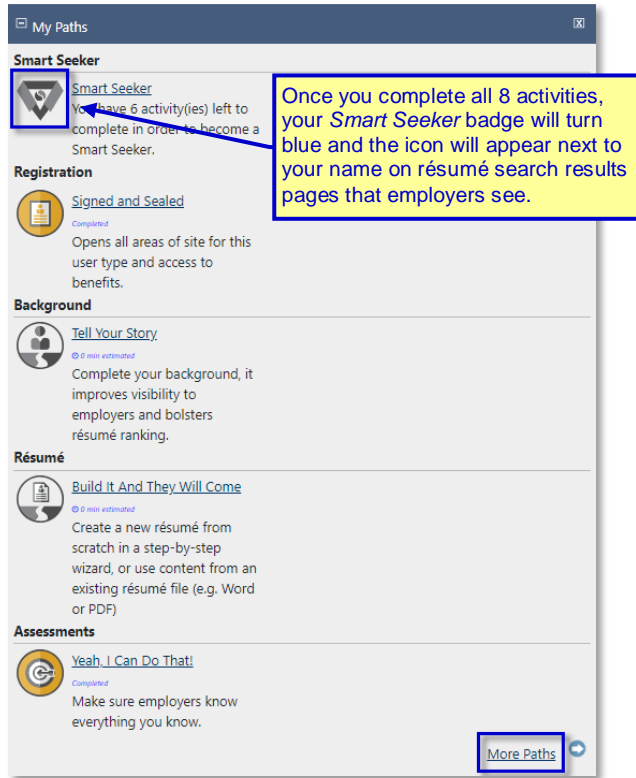 My Paths
Smart Seeker
Smart Seeker
You have 6 activity(ies) left to
complete in order to become a
Smart Seeker.
Once you complete all 8 activities,
your Smart Seeker badge will turn
blue and the icon will appear next to
your name on résumé search results
pages that employers see.
Registration
Signed and Sealed
Completed
Opens all areas of site for this
user type and access to
benefits.
Background
Tell Your Story
0 min estimated
Complete your background, it
improves visibility to
employers and bolsters
résumé ranking.
Résumé
Build It And They Will Come
0 min estimated
Create a new résumé from
scratch in a step-by-step
wizard, or use content from an
existing résumé file (e.g. Word
or PDF)
Assessments
Yeah, I Can Do That!
Completed
Make sure employers know
everything you know.
More Paths